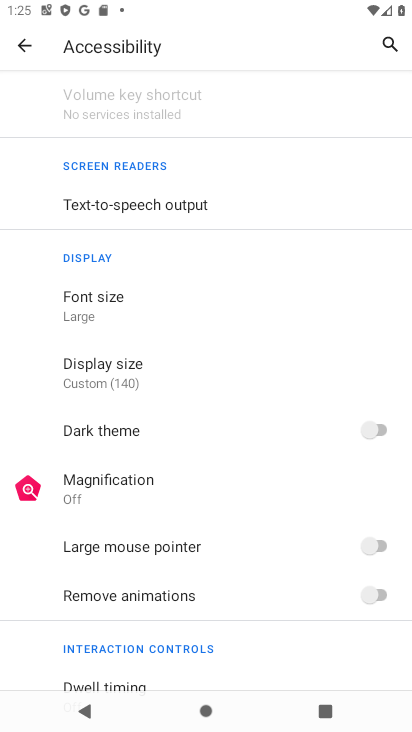 1:25
Accessibility
Volume key shortcut
No services installed
SCREEN READERS
Text-to-speech output
DISPLAY
Font size
Large
Display size
Custom (140)
Dark theme
Magnification
Off
Large mouse pointer
Remove animations
INTERACTION CONTROLS
Dwell timing